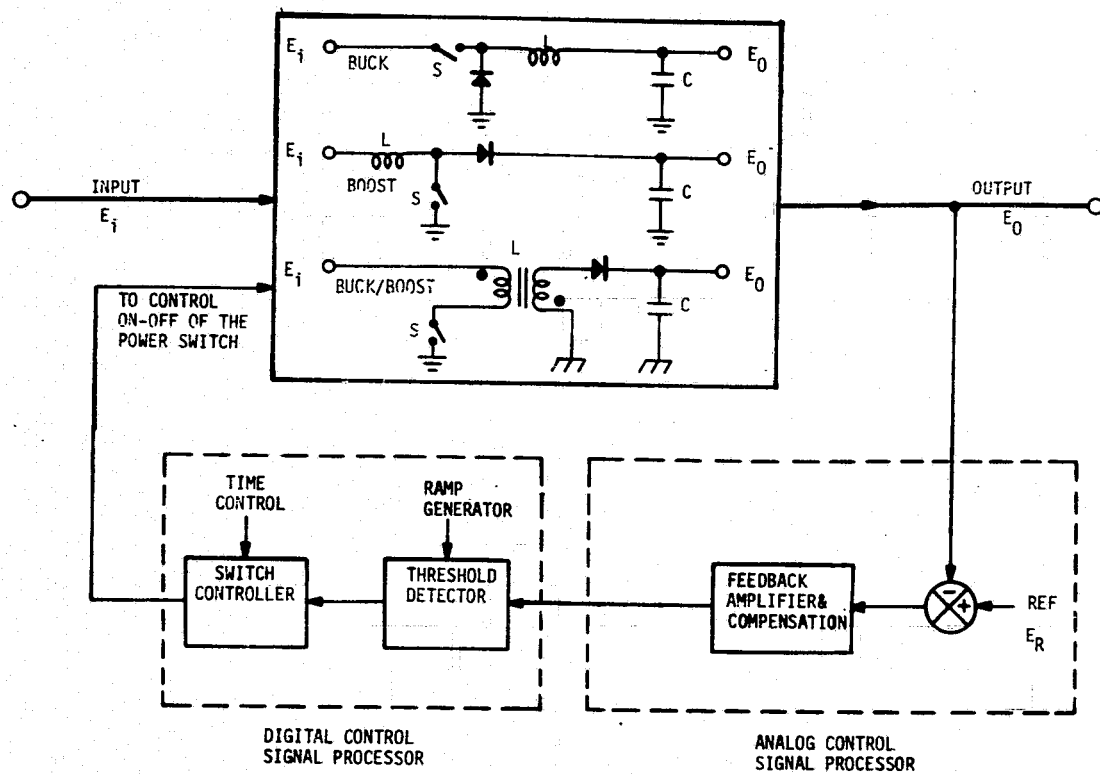 E_i BUCK S L C E_0
E_i L BOOST S C E_0
E_i BUCK/BOOST S L C E_0
INPUT
E_i
OUTPUT
E_0
TO CONTROL
ON-OFF OF THE
POWER SWITCH
TIME
CONTROL
RAMP
GENERATOR
SWITCH
CONTROLLER
THRESHOLD
DETECTOR
FEEDBACK
AMPLIFIER&
COMPENSATION
- +
REF
E_R
DIGITAL CONTROL
SIGNAL PROCESSOR
ANALOG CONTROL
SIGNAL PROCESSOR